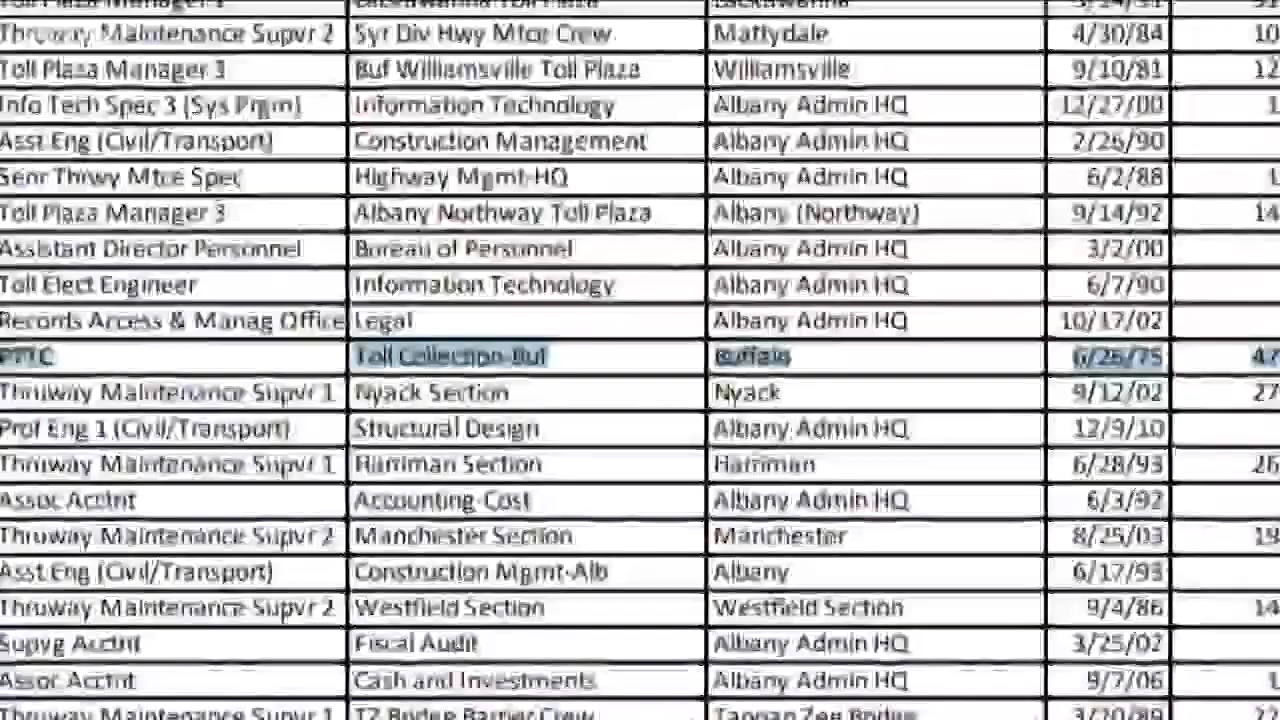 Toll Plaza Manager 1 Lackawanna Toll Plaza Lackawanna
Thruway Maintenance Supvr 2 Syr Div Hwy Mtce Crew Mattydale 4/30/84 10
Toll Plaza Manager 3 Buf Williamsville Toll Plaza Williamsville 9/10/81 12
Info Tech Spec 3 (Sys Prgm) Information Technology Albany Admin HQ 12/27/00 1
Asst Eng (Civil/Transport) Construction Management Albany Admin HQ 2/26/90
Senr Thrwy Mtce Spec Highway Mgmt-HQ Albany Admin HQ 6/2/88 1
Toll Plaza Manager 3 Albany Northway Toll Plaza Albany (Northway) 9/14/92 14
Assistant Director Personnel Bureau of Personnel Albany Admin HQ 3/2/00
Toll Elect Engineer Information Technology Albany Admin HQ 6/7/90
Records Access & Manag Office Legal Albany Admin HQ 10/17/02
PTTC Toll Collection-Buf Buffalo 6/26/75 47
Thruway Maintenance Supvr 1 Nyack Section Nyack 9/12/02 27
Prof Eng 1 (Civil/Transport) Structural Design Albany Admin HQ 12/9/10
Thruway Maintenance Supvr 1 Harriman Section Harriman 6/28/93 26
Assoc Acctnt Accounting-Cost Albany Admin HQ 6/3/92
Thruway Maintenance Supvr 2 Manchester Section Manchester 8/25/03 19
Asst Eng (Civil/Transport) Construction Mgmt-Alb Albany 6/17/93
Thruway Maintenance Supvr 2 Westfield Section Westfield Section 9/4/86 14
Supvg Acctnt Fiscal Audit Albany Admin HQ 3/25/02
Assoc Acctnt Cash and Investments Albany Admin HQ 9/7/06 1
Thruway Maintenance Supvr 1 TZ Bridge Barrier Crew Tappan Zee Bridge 3/20/89 22